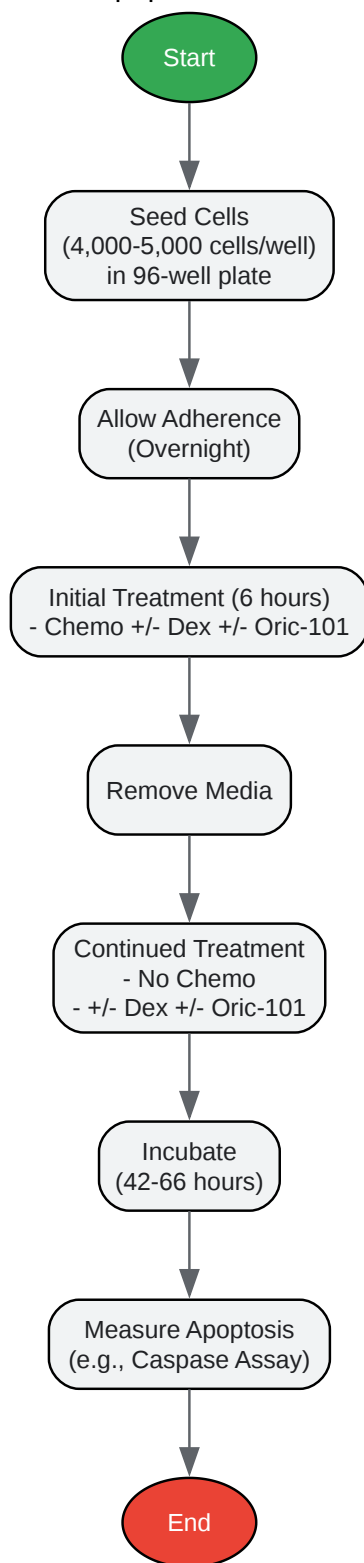 Start
Seed Cells
(4,000-5,000 cells/well)
in 96-well plate
Allow Adherence
(Overnight)
Initial Treatment (6 hours)
- Chemo +/- Dex +/- Oric-101
Remove Media
Continued Treatment
- No Chemo
- +/- Dex +/- Oric-101
Incubate
(42-66 hours)
Measure Apoptosis
(e.g., Caspase Assay)
End